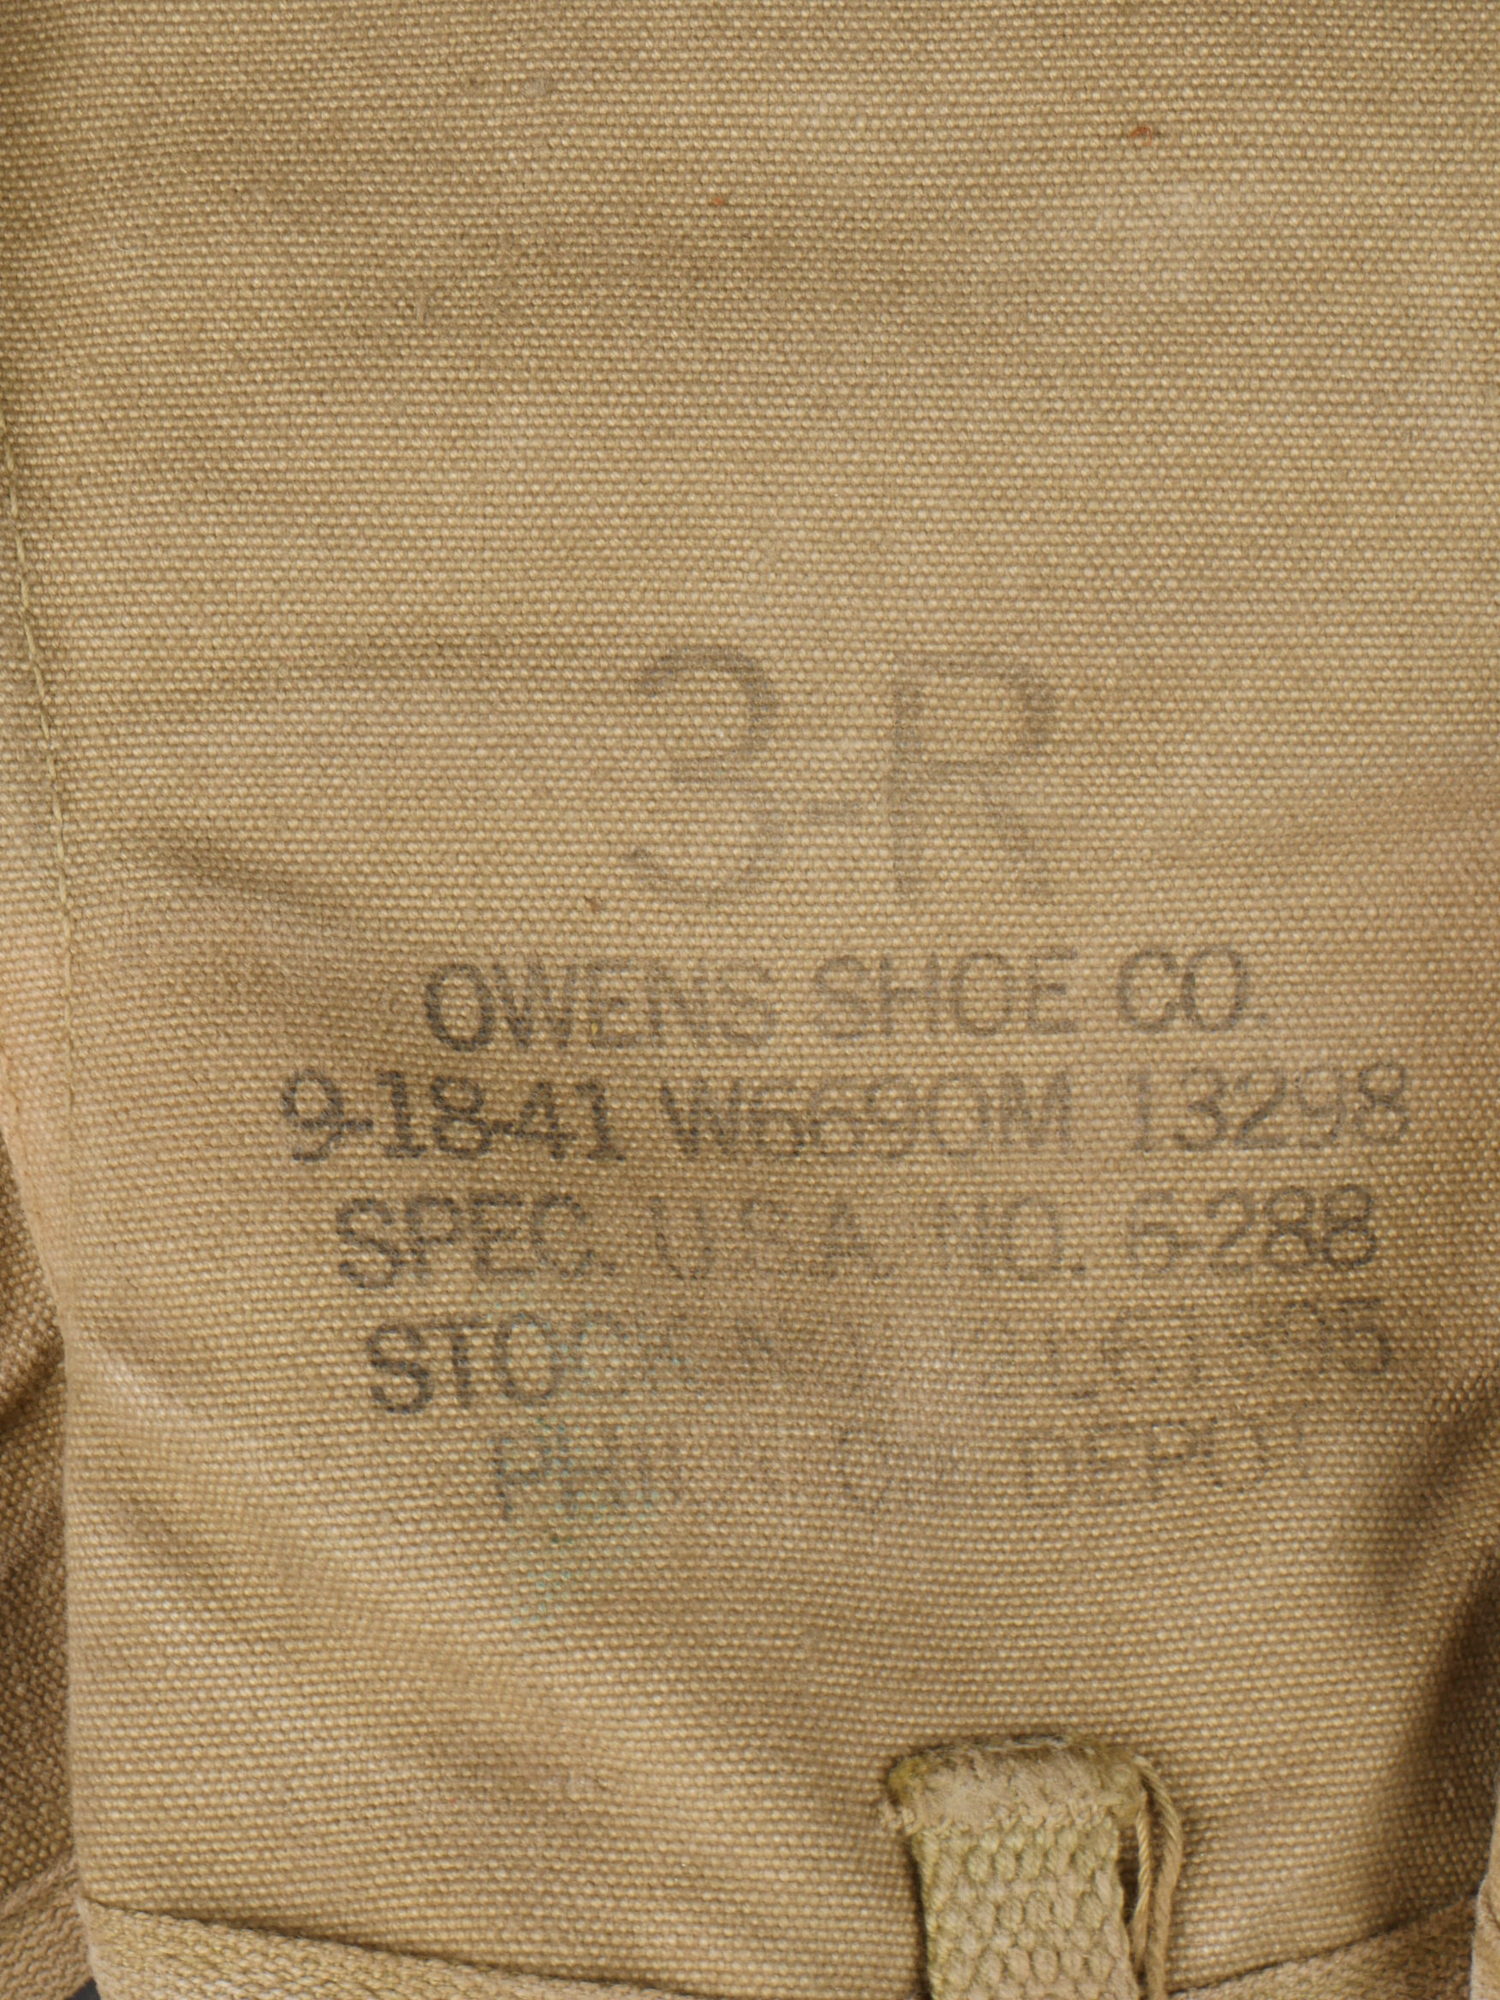 3-R
OWENS SHOE CO.
9-18-41 W669QM 13298
SPEC. U.S.A. NO. 6-288
STOCK
DEPOT